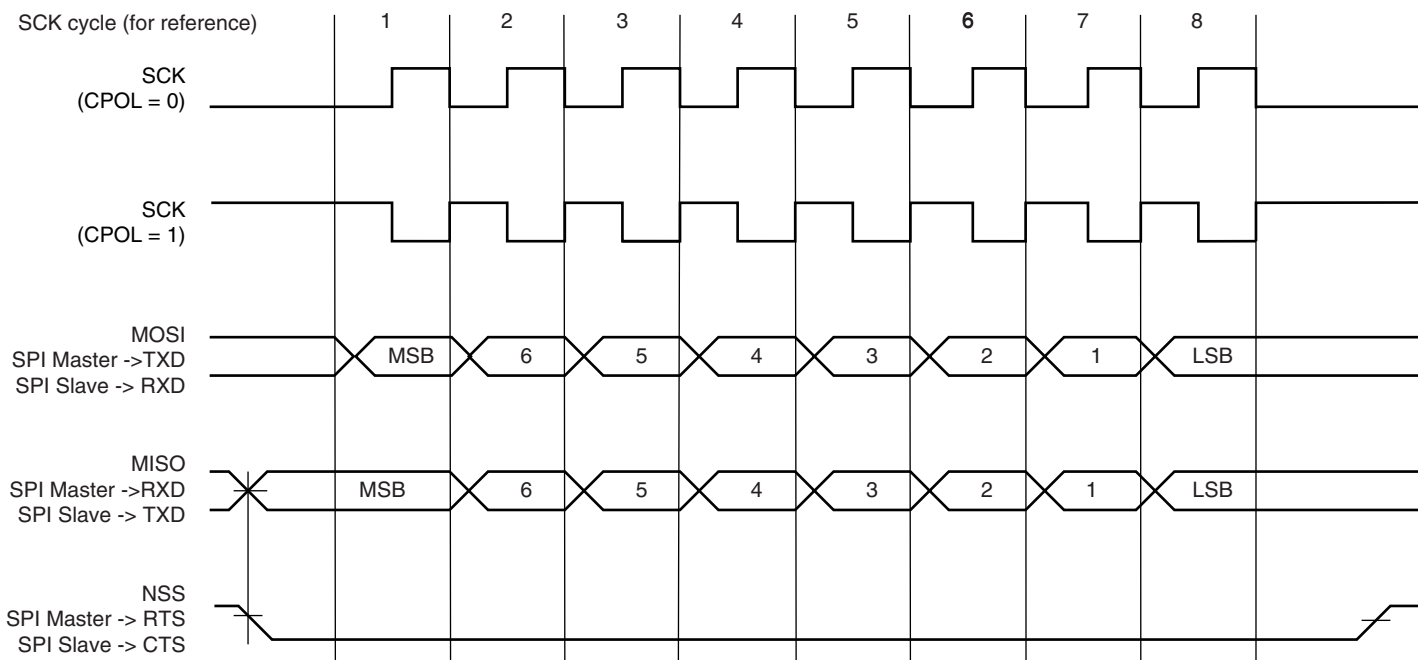 SCK cycle (for reference) 1 2 3 4 5 6 7 8
SCK
(CPOL = 0)
SCK
(CPOL = 1)
MOSI
SPI Master ->TXD
SPI Slave -> RXD
MSB 6 5 4 3 2 1 LSB
MISO
SPI Master ->RXD
SPI Slave -> TXD
MSB 6 5 4 3 2 1 LSB
NSS
SPI Master -> RTS
SPI Slave -> CTS